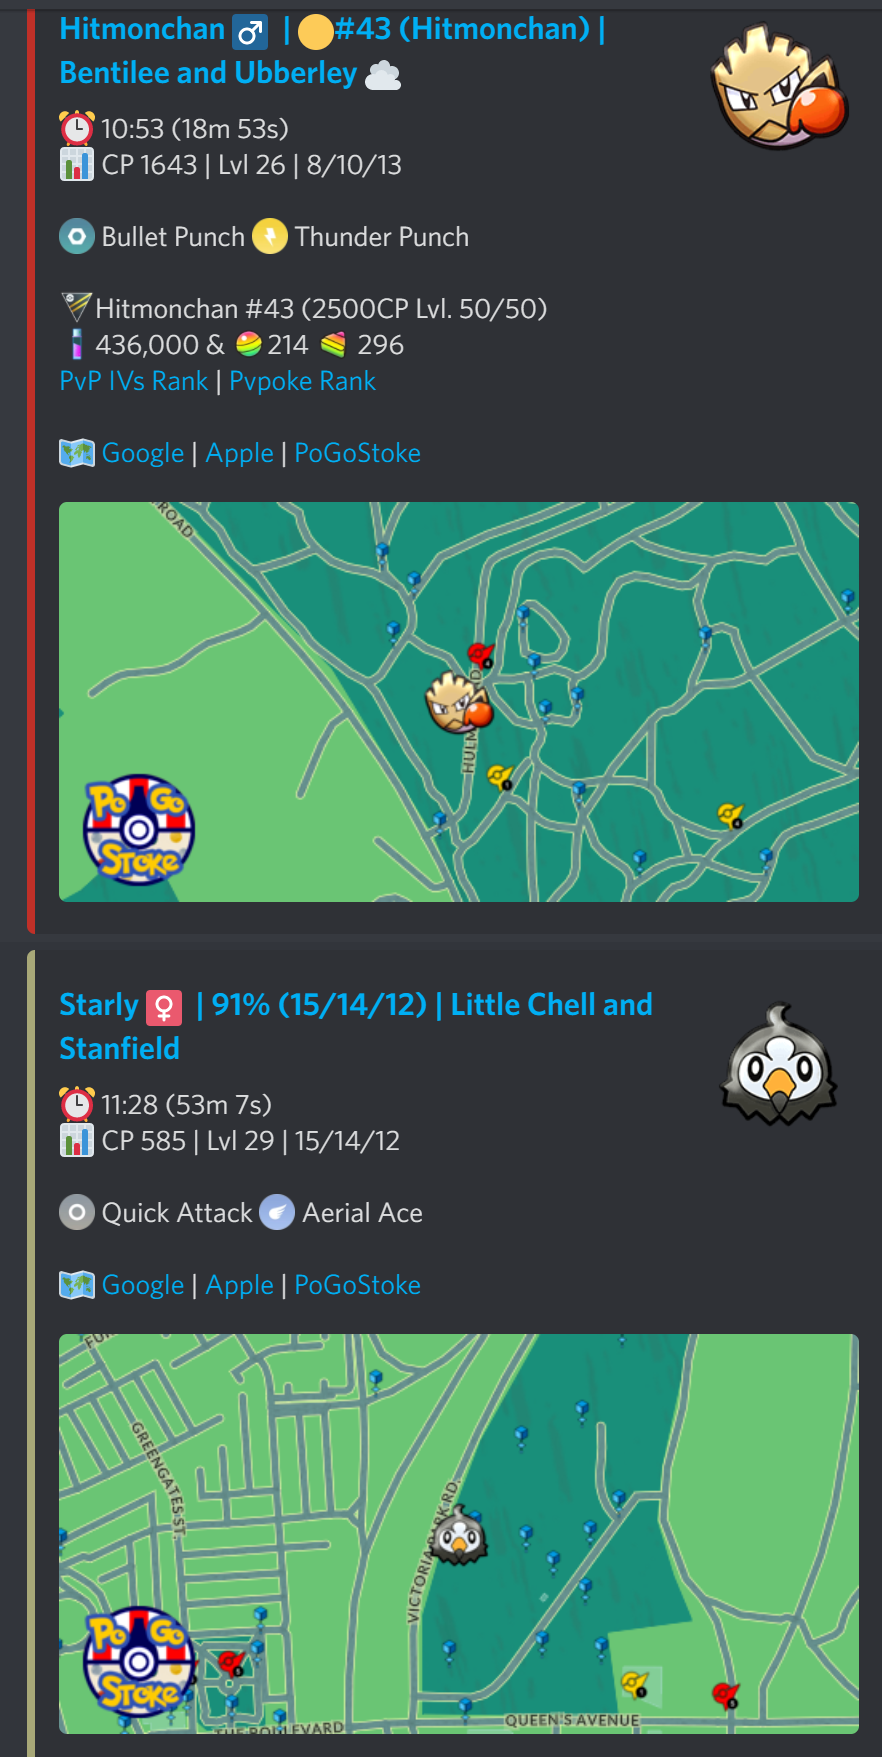 Hitmonchan | #43 (Hitmonchan) |
Bentilee and Ubberley
10:53 (18m 53s)
CP 1643 | Lvl 26 | 8/10/13
Bullet Punch Thunder Punch
Hitmonchan #43 (2500CP Lvl. 50/50)
436,000 & 214 296
PvP IVs Rank | Pvpoke Rank
Google | Apple | PoGoStoke
ROAD
PoGo
Stoke
Starly | 91% (15/14/12) | Little Chell and
Stanfield
11:28 (53m 7s)
CP 585 | Lvl 29 | 15/14/12
Quick Attack Aerial Ace
Google | Apple | PoGoStoke
GREENGATES ST.
QUEEN'S AVENUE
THE BOULEVARD
PoGo
Stoke